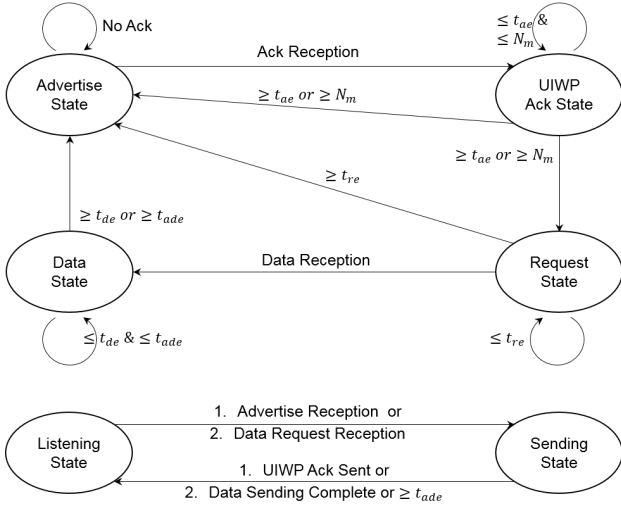 No Ack
≤ t_ae &
≤ N_m
Ack Reception
Advertise
State
UIWP
Ack State
≥ t_ae or ≥ N_m
≥ t_ae or ≥ N_m
≥ t_re
≥ t_de or ≥ t_ade
Data Reception
Data
State
Request
State
≤ t_de & ≤ t_ade
≤ t_re
1. Advertise Reception or
2. Data Request Reception
Listening
State
Sending
State
1. UIWP Ack Sent or
2. Data Sending Complete or ≥ t_ade